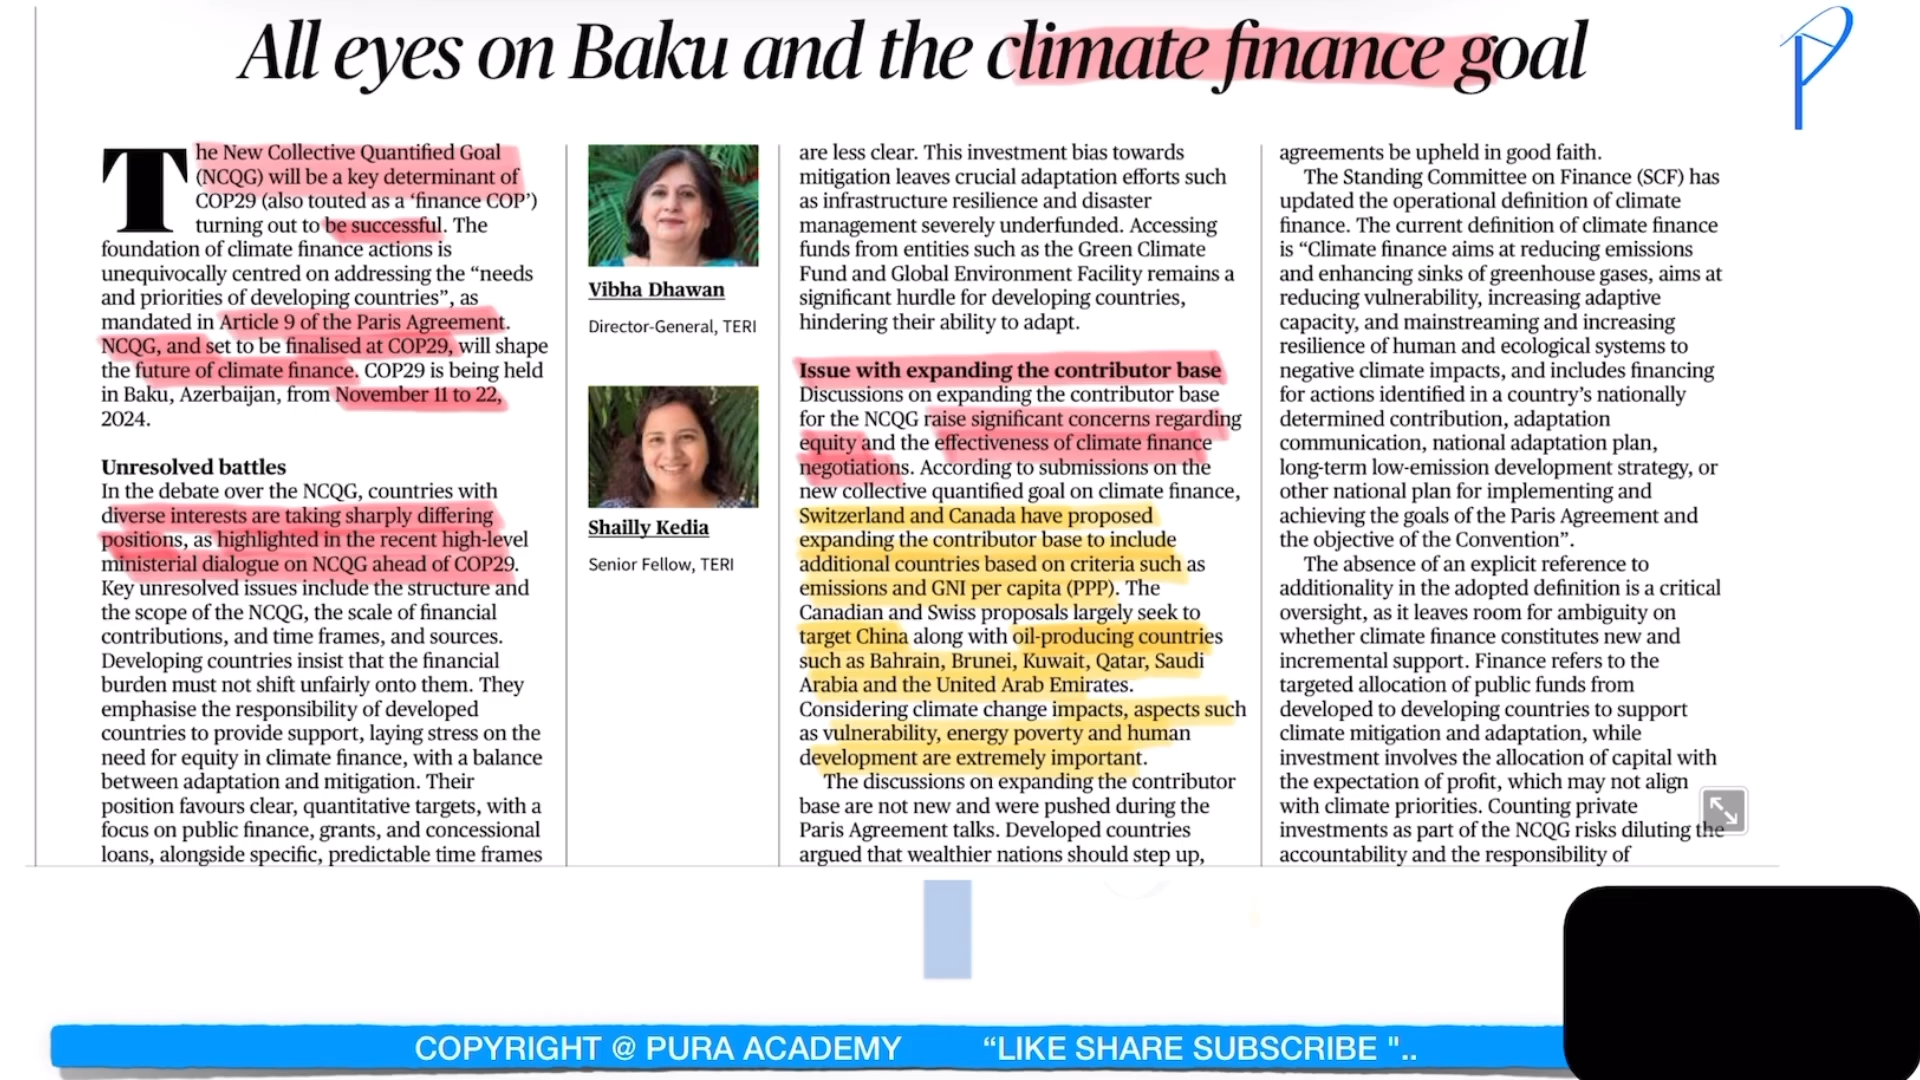 All eyes on Baku and the climate finance goal
The New Collective Quantified Goal
(NCQG) will be a key determinant of
COP29 (also touted as a ‘finance COP’)
turning out to be successful. The
foundation of climate finance actions is
unequivocally centred on addressing the “needs
and priorities of developing countries”, as
mandated in Article 9 of the Paris Agreement.
NCQG, and set to be finalised at COP29, will shape
the future of climate finance. COP29 is being held
in Baku, Azerbaijan, from November 11 to 22,
2024.
Unresolved battles
In the debate over the NCQG, countries with
diverse interests are taking sharply differing
positions, as highlighted in the recent high-level
ministerial dialogue on NCQG ahead of COP29.
Key unresolved issues include the structure and
the scope of the NCQG, the scale of financial
contributions, and time frames, and sources.
Developing countries insist that the financial
burden must not shift unfairly onto them. They
emphasise the responsibility of developed
countries to provide support, laying stress on the
need for equity in climate finance, with a balance
between adaptation and mitigation. Their
position favours clear, quantitative targets, with a
focus on public finance, grants, and concessional
loans, alongside specific, predictable time frames
Vibha Dhawan
Director-General, TERI
Shailly Kedia
Senior Fellow, TERI
are less clear. This investment bias towards
mitigation leaves crucial adaptation efforts such
as infrastructure resilience and disaster
management severely underfunded. Accessing
funds from entities such as the Green Climate
Fund and Global Environment Facility remains a
significant hurdle for developing countries,
hindering their ability to adapt.
Issue with expanding the contributor base
Discussions on expanding the contributor base
for the NCQG raise significant concerns regarding
equity and the effectiveness of climate finance
negotiations. According to submissions on the
new collective quantified goal on climate finance,
Switzerland and Canada have proposed
expanding the contributor base to include
additional countries based on criteria such as
emissions and GNI per capita (PPP). The
Canadian and Swiss proposals largely seek to
target China along with oil-producing countries
such as Bahrain, Brunei, Kuwait, Qatar, Saudi
Arabia and the United Arab Emirates.
Considering climate change impacts, aspects such
as vulnerability, energy poverty and human
development are extremely important.
The discussions on expanding the contributor
base are not new and were pushed during the
Paris Agreement talks. Developed countries
argued that wealthier nations should step up,
agreements be upheld in good faith.
The Standing Committee on Finance (SCF) has
updated the operational definition of climate
finance. The current definition of climate finance
is “Climate finance aims at reducing emissions
and enhancing sinks of greenhouse gases, aims at
reducing vulnerability, increasing adaptive
capacity, and mainstreaming and increasing
resilience of human and ecological systems to
negative climate impacts, and includes financing
for actions identified in a country’s nationally
determined contribution, adaptation
communication, national adaptation plan,
long-term low-emission development strategy, or
other national plan for implementing and
achieving the goals of the Paris Agreement and
the objective of the Convention”.
The absence of an explicit reference to
additionality in the adopted definition is a critical
oversight, as it leaves room for ambiguity on
whether climate finance constitutes new and
incremental support. Finance refers to the
targeted allocation of public funds from
developed to developing countries to support
climate mitigation and adaptation, while
investment involves the allocation of capital with
the expectation of profit, which may not align
with climate priorities. Counting private
investments as part of the NCQG risks diluting the
accountability and the responsibility of
COPYRIGHT @ PURA ACADEMY “LIKE SHARE SUBSCRIBE "..